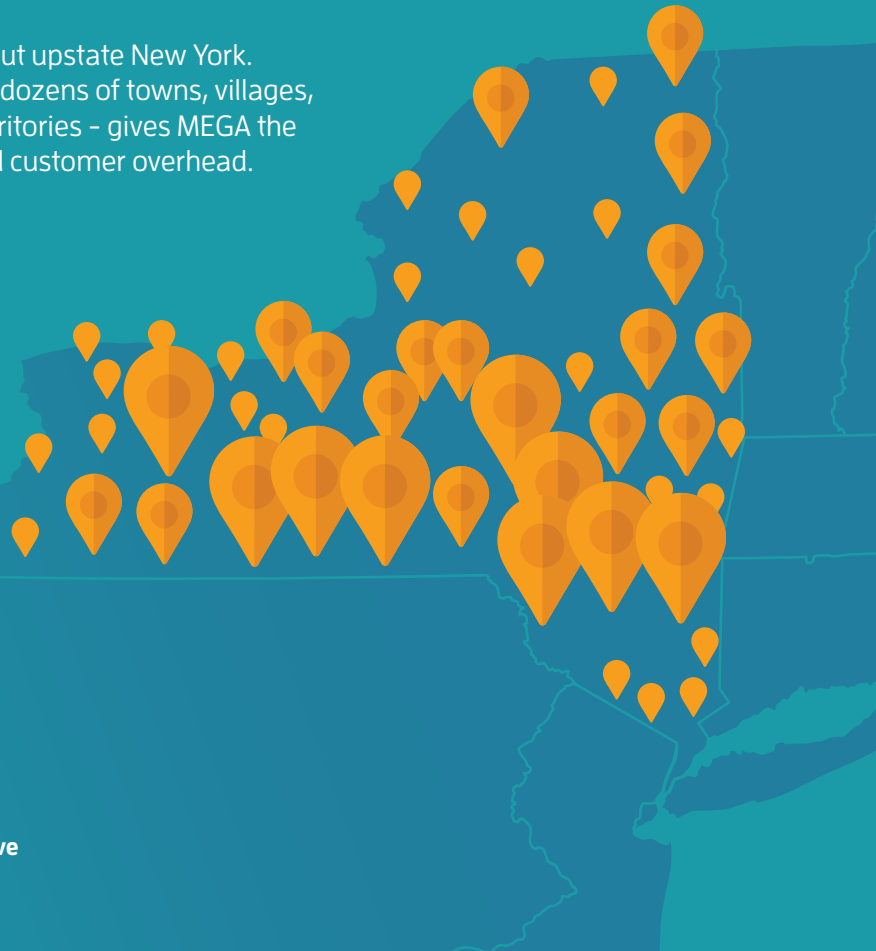 ut upstate New York.
dozens of towns, villages,
ritories – gives MEGA the
l customer overhead.
ve